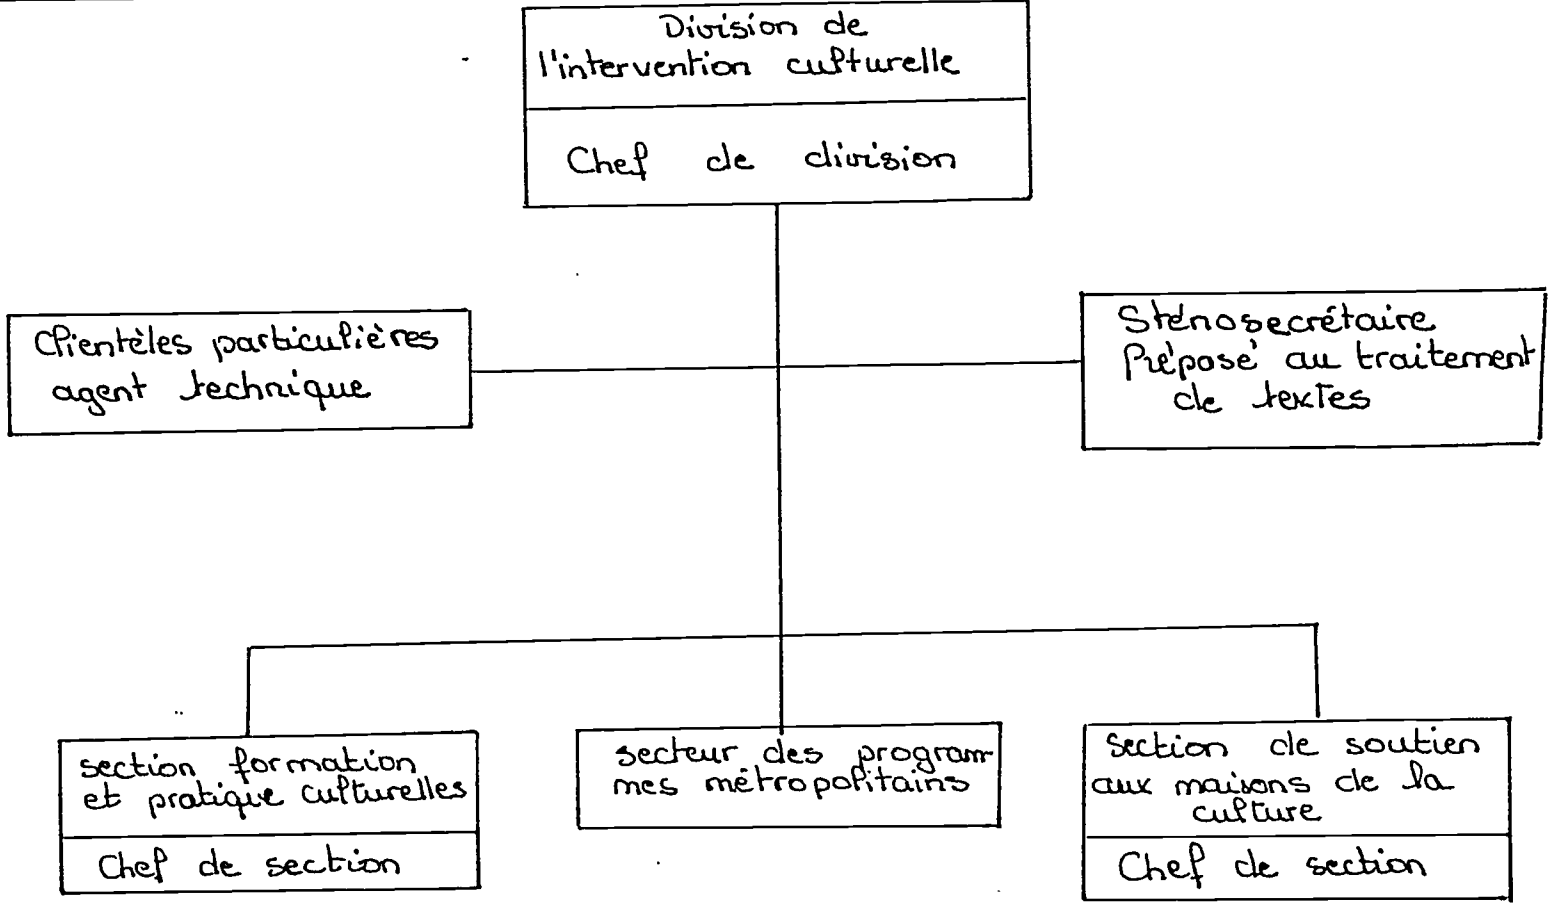 Division de
l'intervention culturelle
Chef de division
Clientèles particulières
agent technique
Sténosecrétaire
Préposé au traitement
de textes
section formation
et pratique culturelles
Chef de section
secteur des program-
mes métropolitains
section de soutien
aux maisons de la
culture
Chef de section